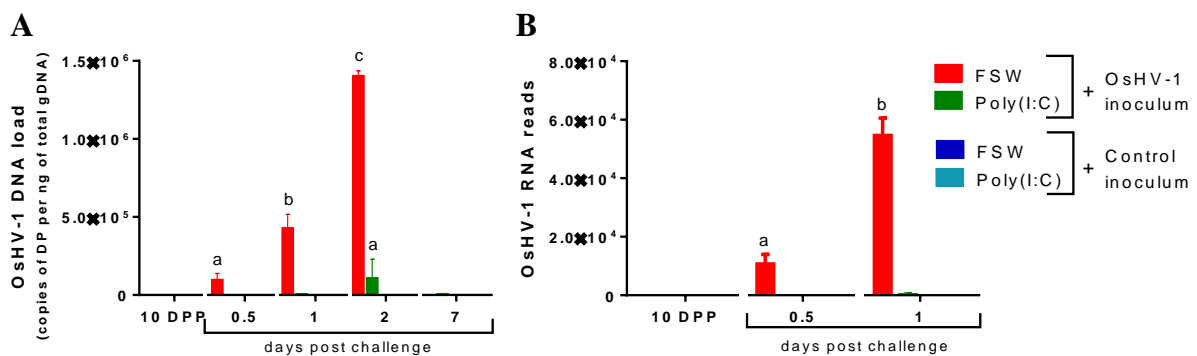 A
OsHV-1 DNA load
(copies of DP per ng of total gDNA)
1.5✖10⁶
1.0✖10⁶
5.0✖10⁵
0
a
b
c
a
10 DPP
0.5
1
2
7
days post challenge
B
OsHV-1 RNA reads
8.0✖10⁴
6.0✖10⁴
4.0✖10⁴
2.0✖10⁴
0
a
b
10 DPP
0.5
1
days post challenge
FSW
Poly(I:C)
+ OsHV-1
inoculum
FSW
Poly(I:C)
+ Control
inoculum